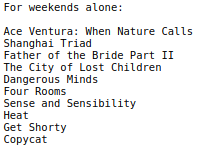 For weekends alone:
Ace Ventura: When Nature Calls
Shanghai Triad
Father of the Bride Part II
The City of Lost Children
Dangerous Minds
Four Rooms
Sense and Sensibility
Heat
Get Shorty
Copycat